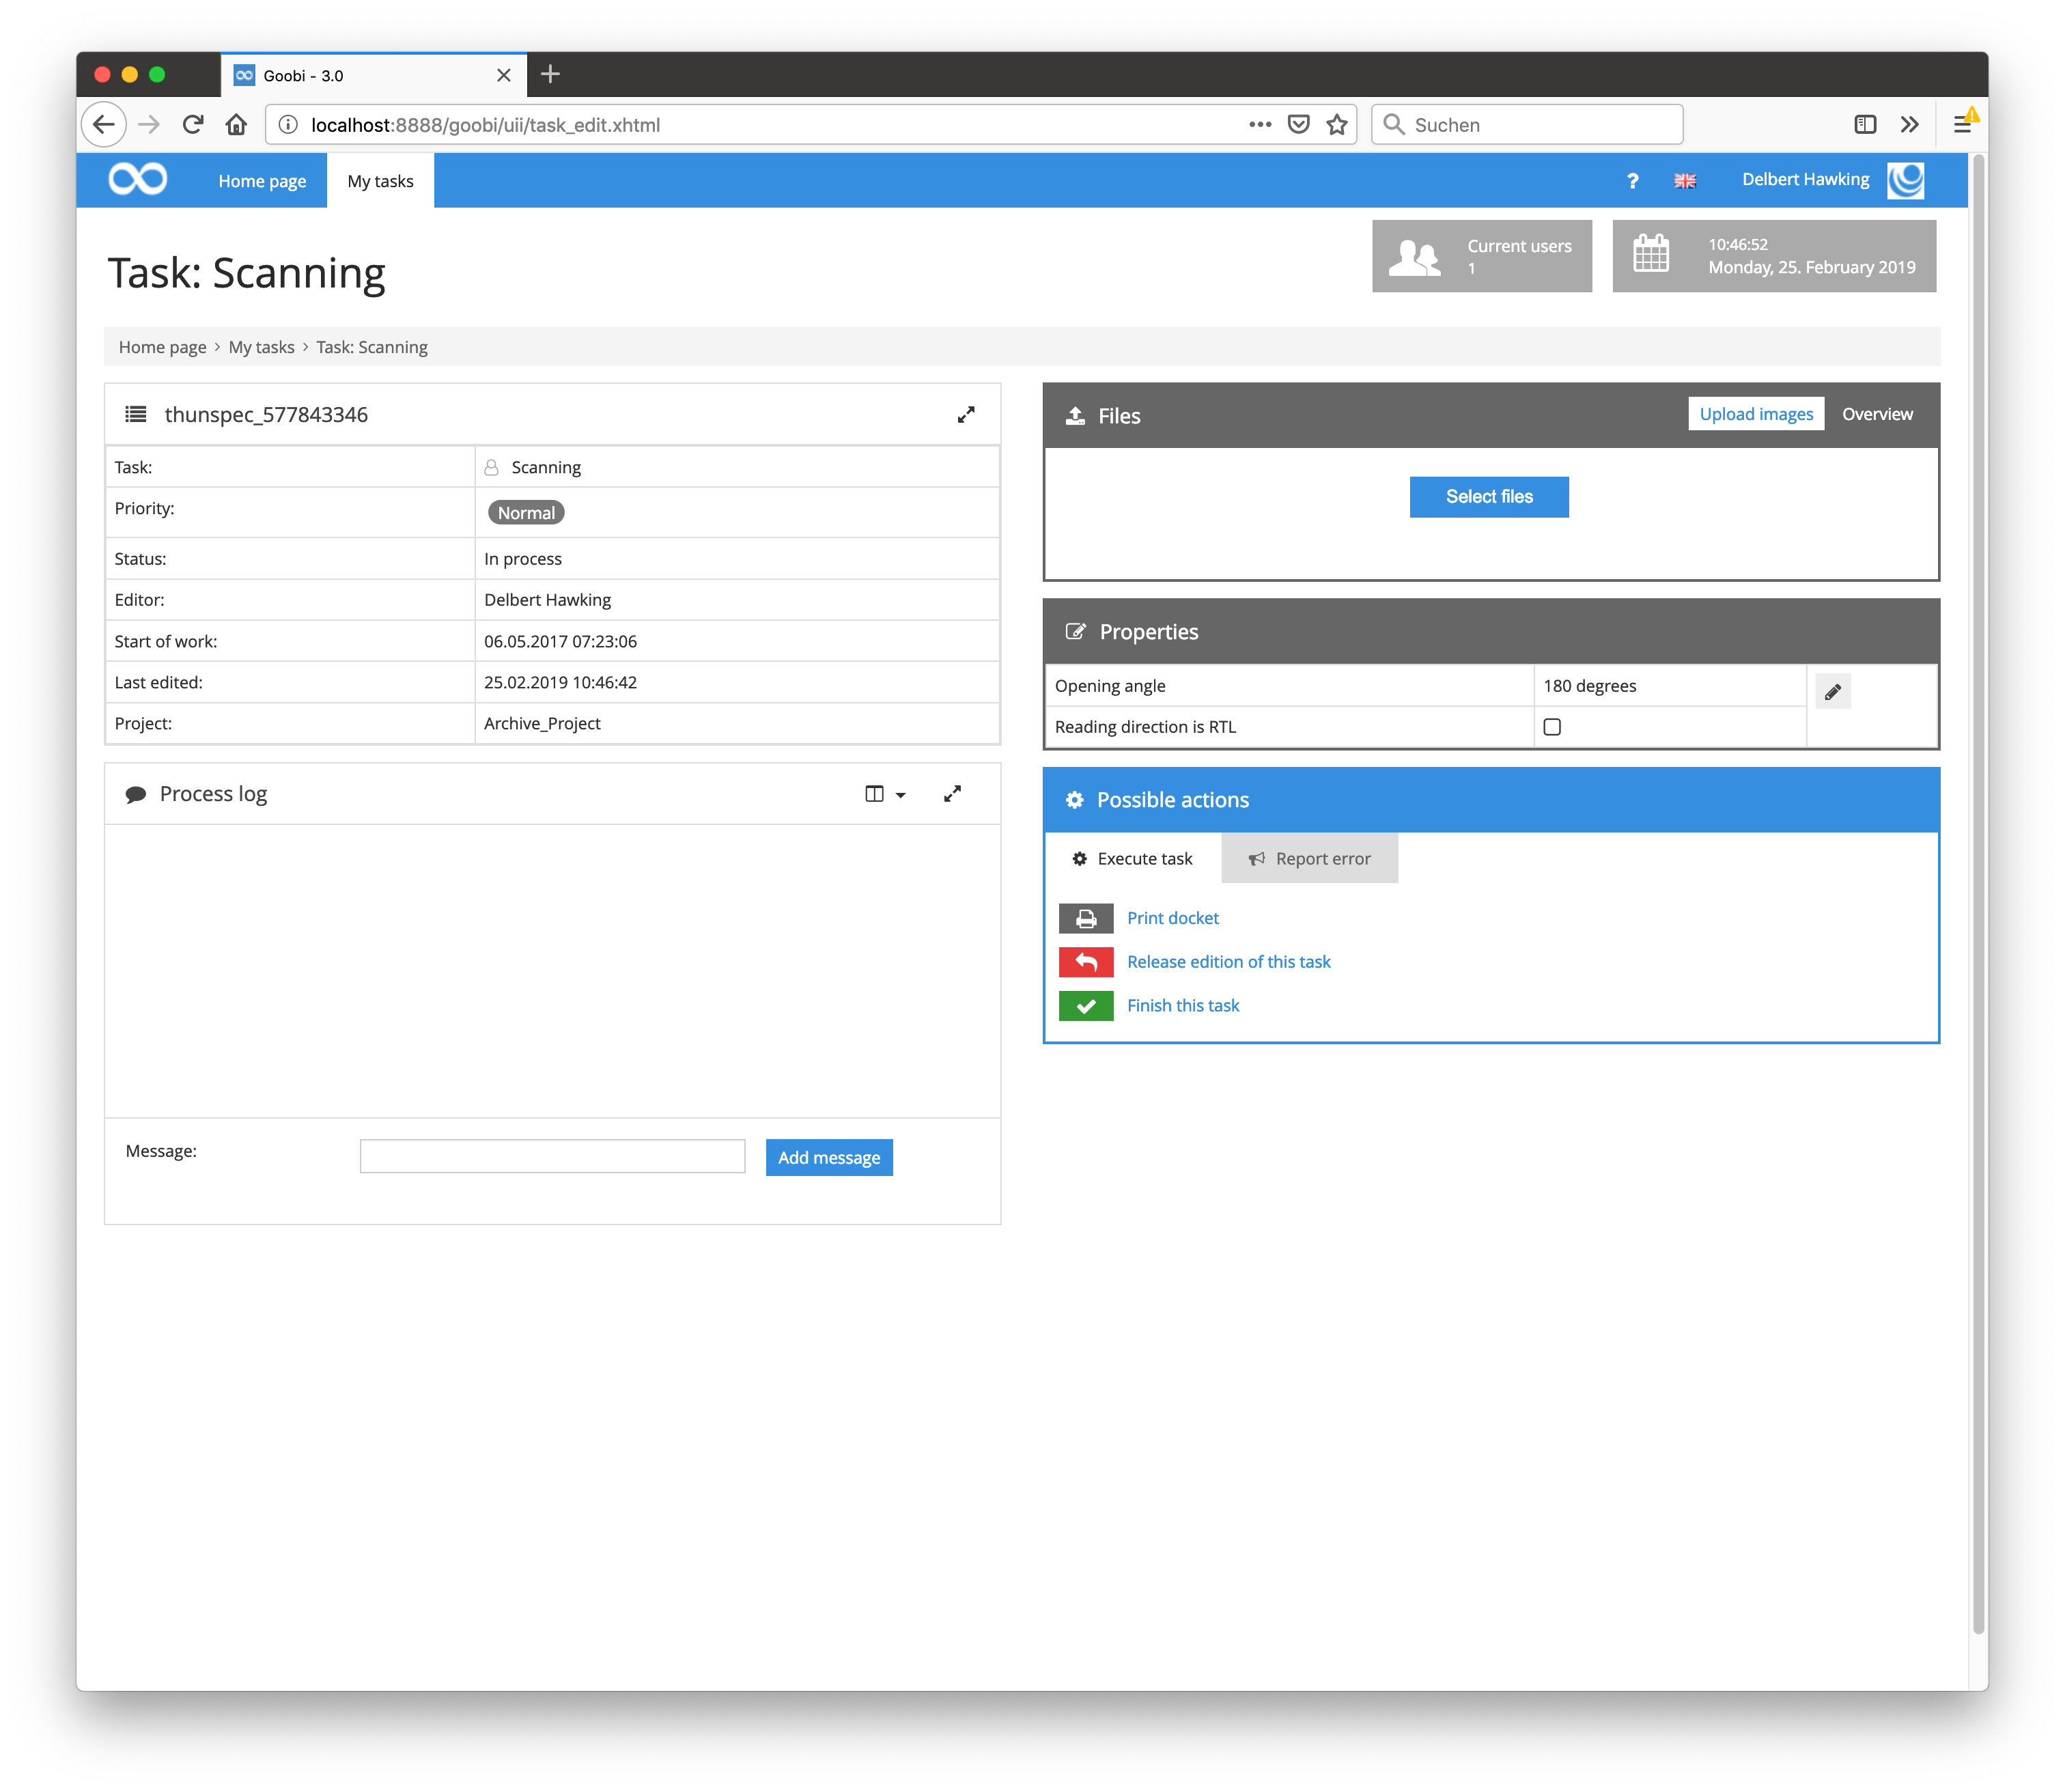 Goobi - 3.0
localhost:8888/goobi/uii/task_edit.xhtml
Suchen
Home page
My tasks
?
Delbert Hawking
Task: Scanning
Current users
1
10:46:52
Monday, 25. February 2019
Home page > My tasks > Task: Scanning
thunspec_577843346
Task: Scanning
Priority: Normal
Status: In process
Editor: Delbert Hawking
Start of work: 06.05.2017 07:23:06
Last edited: 25.02.2019 10:46:42
Project: Archive_Project
Process log
Message:
Add message
Files
Upload images
Overview
Select files
Properties
Opening angle 180 degrees
Reading direction is RTL
Possible actions
Execute task
Report error
Print docket
Release edition of this task
Finish this task